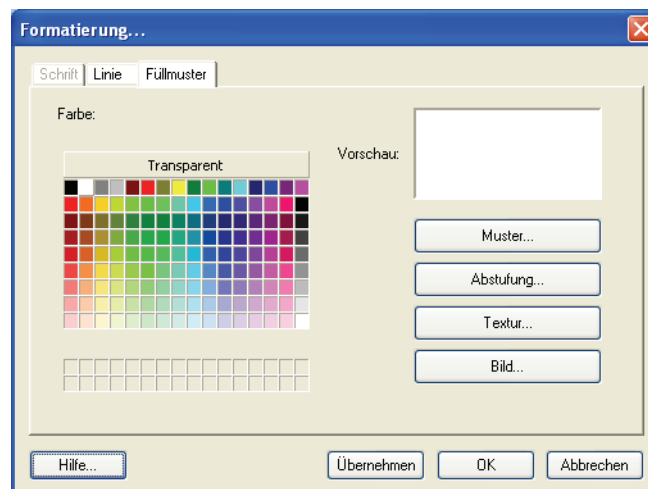 Formatierung...
Schrift Linie Füllmuster
Farbe:
Vorschau:
Transparent
Muster...
Abstufung...
Textur...
Bild...
Hilfe... Übernehmen OK Abbrechen